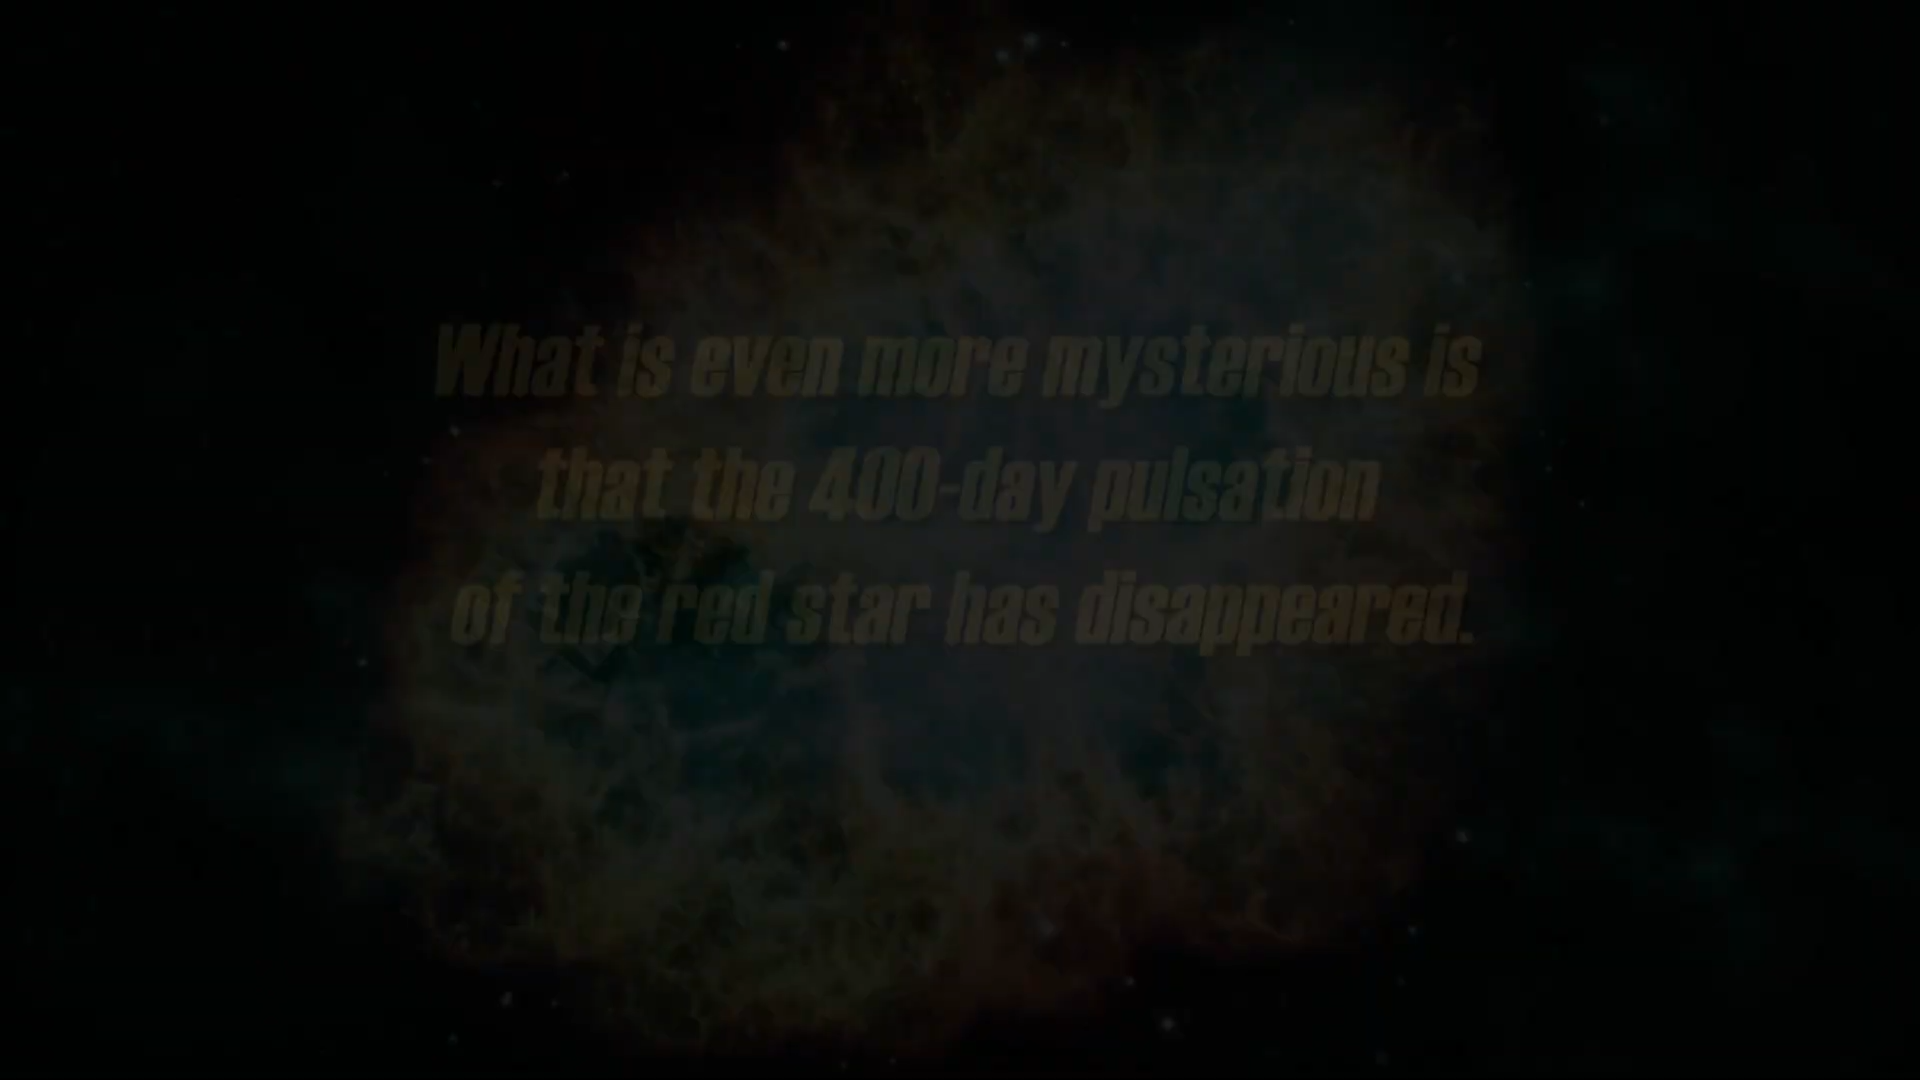 What is even more mysterious is
that the 400-day pulsation
of the red star has disappeared.